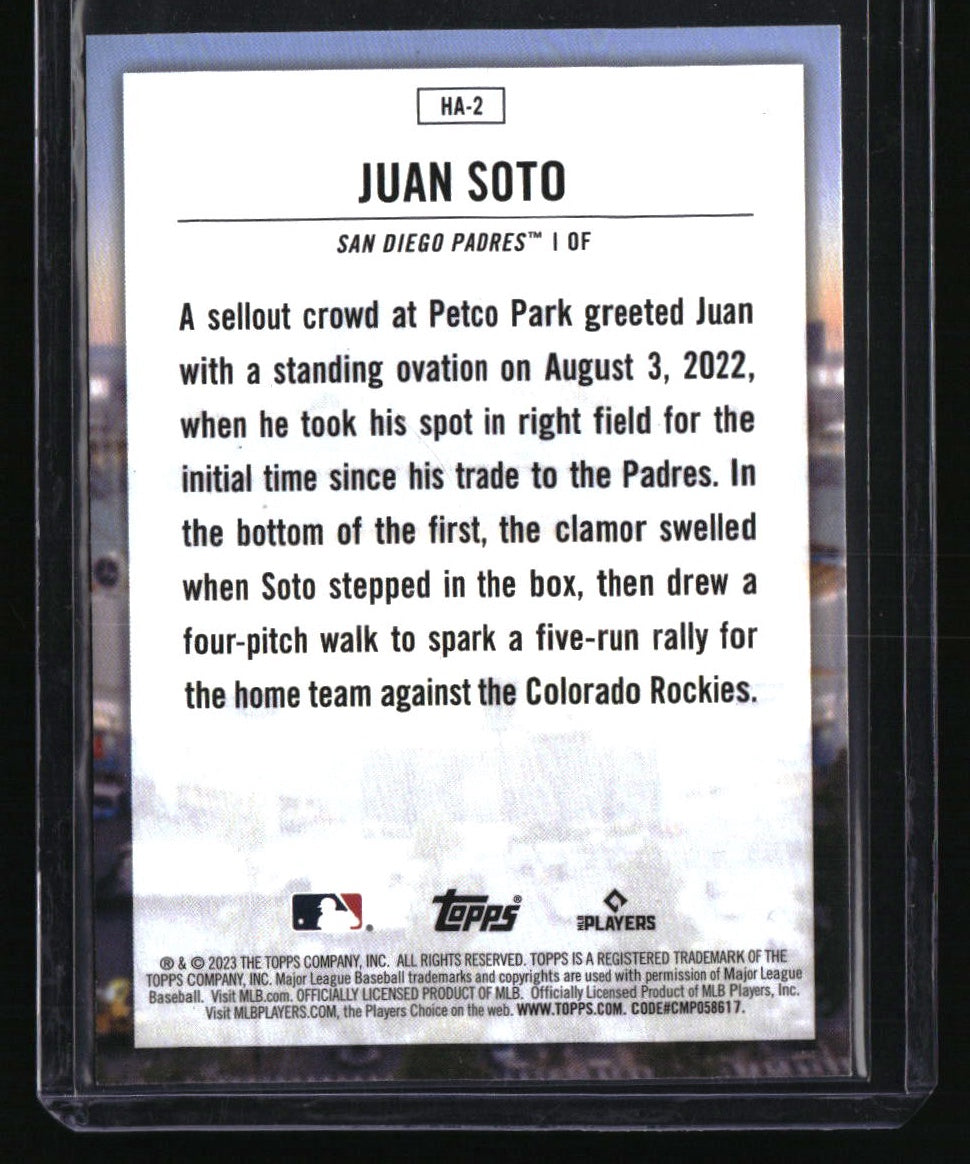 HA-2
JUAN SOTO
SAN DIEGO PADRES™ | OF
A sellout crowd at Petco Park greeted Juan
with a standing ovation on August 3, 2022,
when he took his spot in right field for the
initial time since his trade to the Padres. In
the bottom of the first, the clamor swelled
when Soto stepped in the box, then drew a
four-pitch walk to spark a five-run rally for
the home team against the Colorado Rockies.
topps®
MLB PLAYERS
® & © 2023 THE TOPPS COMPANY, INC. ALL RIGHTS RESERVED. TOPPS IS A REGISTERED TRADEMARK OF THE
TOPPS COMPANY, INC. Major League Baseball trademarks and copyrights are used with permission of Major League
Baseball. Visit MLB.com. OFFICIALLY LICENSED PRODUCT OF MLB. Officially Licensed Product of MLB Players, Inc.
Visit MLBPLAYERS.COM, the Players Choice on the web. WWW.TOPPS.COM. CODE#CMP058617.